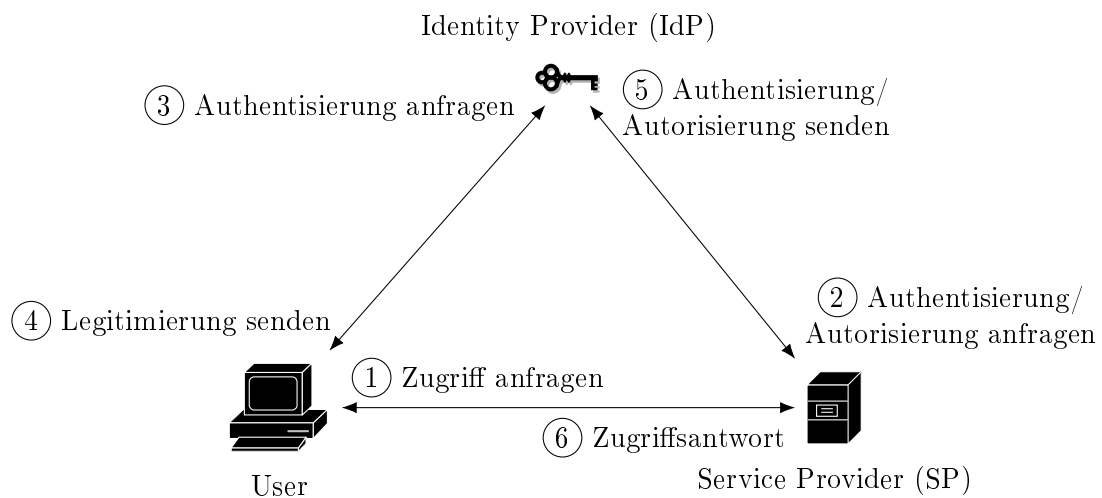 Identity Provider (IdP)
3 Authentisierung anfragen
5 Authentisierung/
Autorisierung senden
4 Legitimierung senden
2 Authentisierung/
Autorisierung anfragen
1 Zugriff anfragen
6 Zugriffsantwort
User
Service Provider (SP)